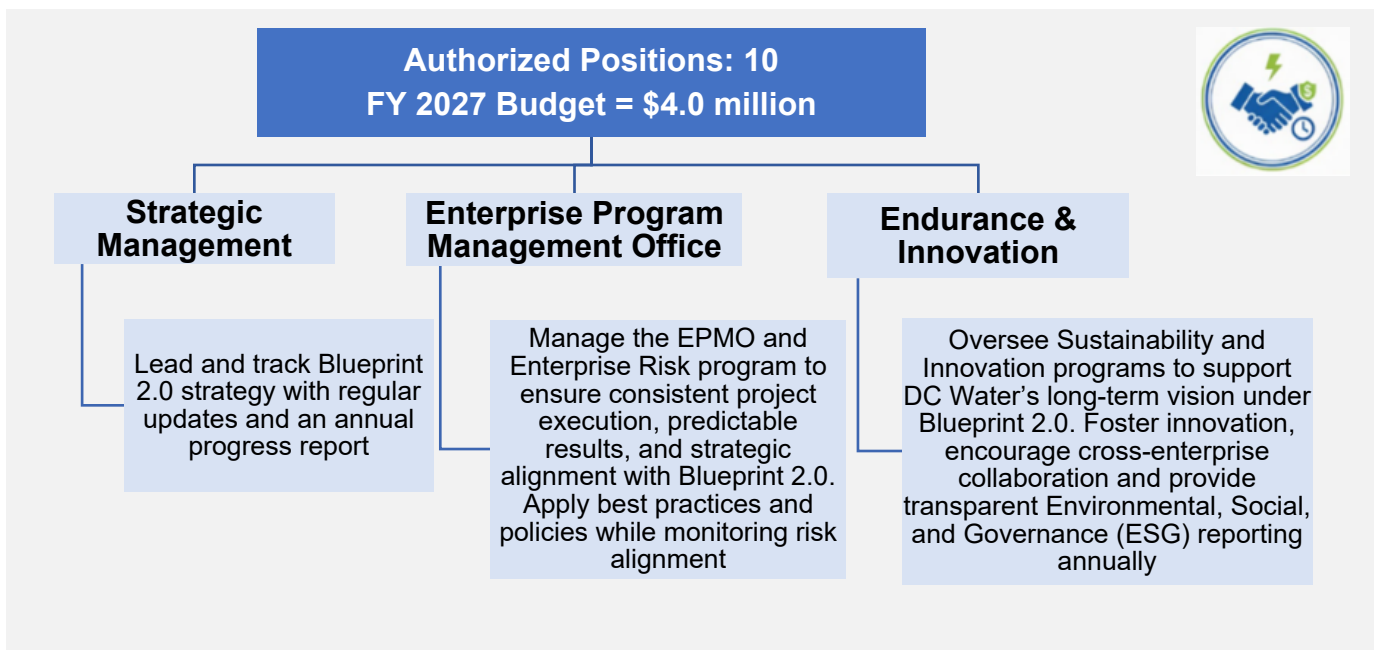 Authorized Positions: 10
FY 2027 Budget = $4.0 million
$
Strategic
Management
Enterprise Program
Management Office
Endurance &
Innovation
Lead and track Blueprint
2.0 strategy with regular
updates and an annual
progress report
Manage the EPMO and
Enterprise Risk program to
ensure consistent project
execution, predictable
results, and strategic
alignment with Blueprint 2.0.
Apply best practices and
policies while monitoring risk
alignment
Oversee Sustainability and
Innovation programs to support
DC Water’s long-term vision under
Blueprint 2.0. Foster innovation,
encourage cross-enterprise
collaboration and provide
transparent Environmental, Social,
and Governance (ESG) reporting
annually